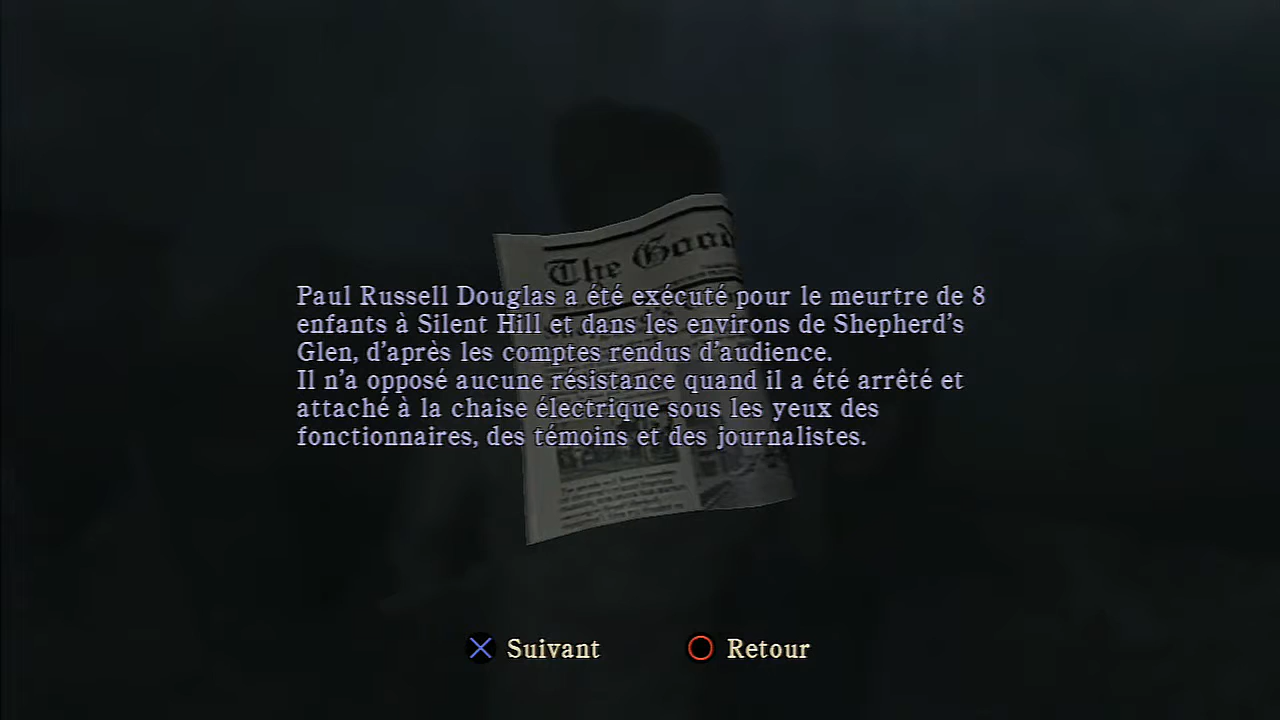 The Good
Paul Russell Douglas a été exécuté pour le meurtre de 8
enfants à Silent Hill et dans les environs de Shepherd's
Glen, d'après les comptes rendus d'audience.
Il n'a opposé aucune résistance quand il a été arrêté et
attaché à la chaise électrique sous les yeux des
fonctionnaires, des témoins et des journalistes.
Suivant
Retour